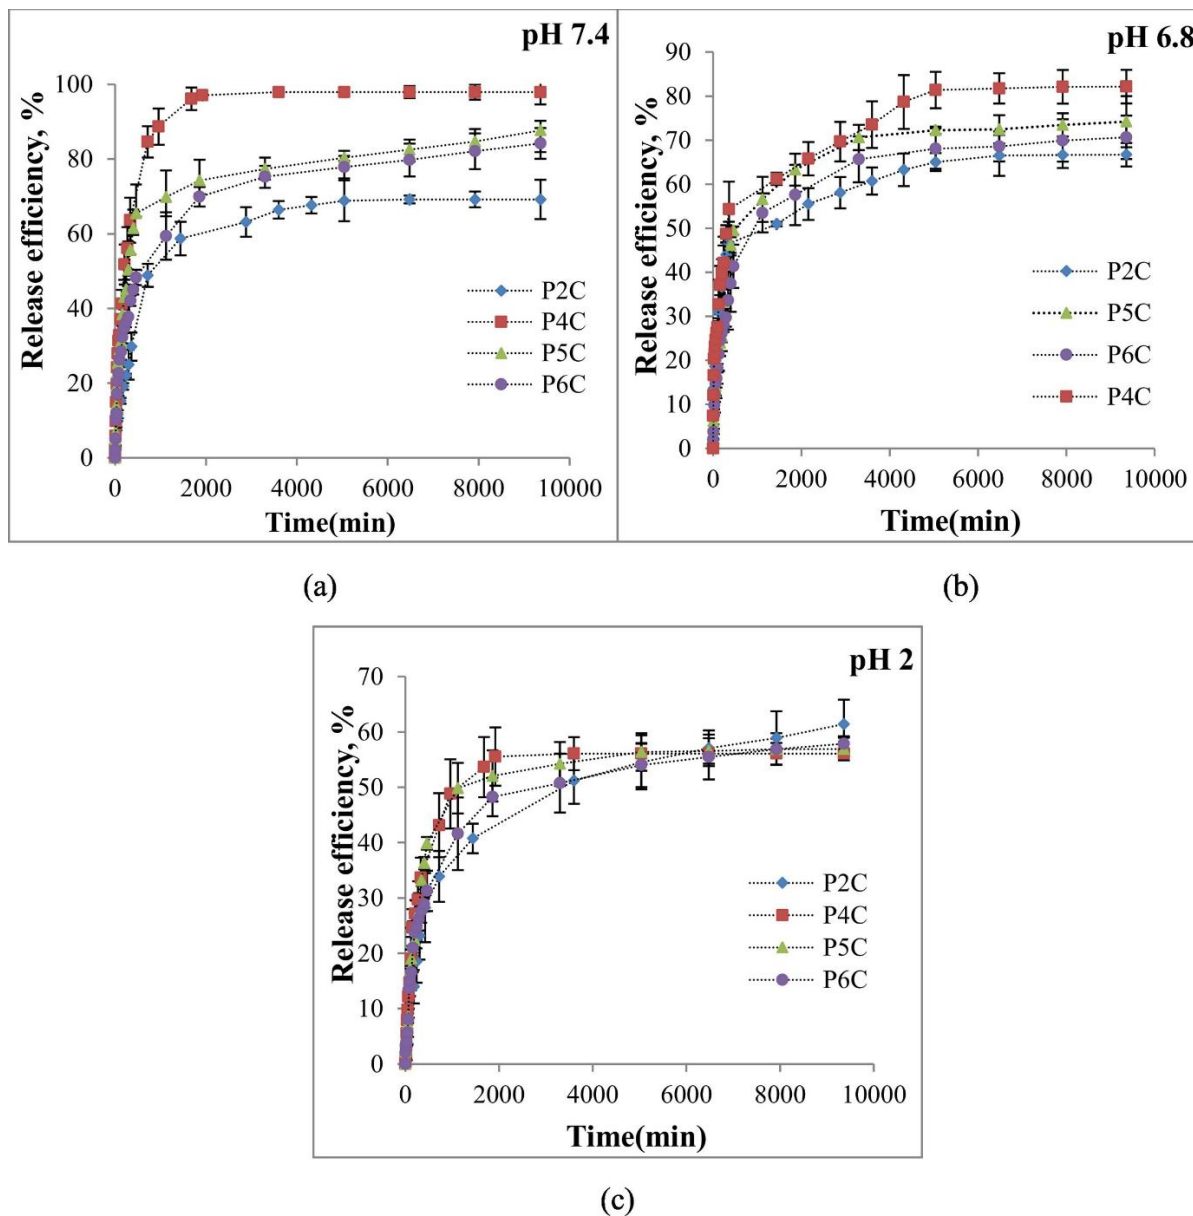 pH 7.4
Release efficiency, %
100
80
60
40
20
0
P2C
P4C
P5C
P6C
0 2000 4000 6000 8000 10000
Time(min)
(a)
pH 6.8
Release efficiency, %
90
80
70
60
50
40
30
20
10
0
P2C
P5C
P6C
P4C
0 2000 4000 6000 8000 10000
Time(min)
(b)
pH 2
Release efficiency, %
70
60
50
40
30
20
10
0
P2C
P4C
P5C
P6C
0 2000 4000 6000 8000 10000
Time(min)
(c)